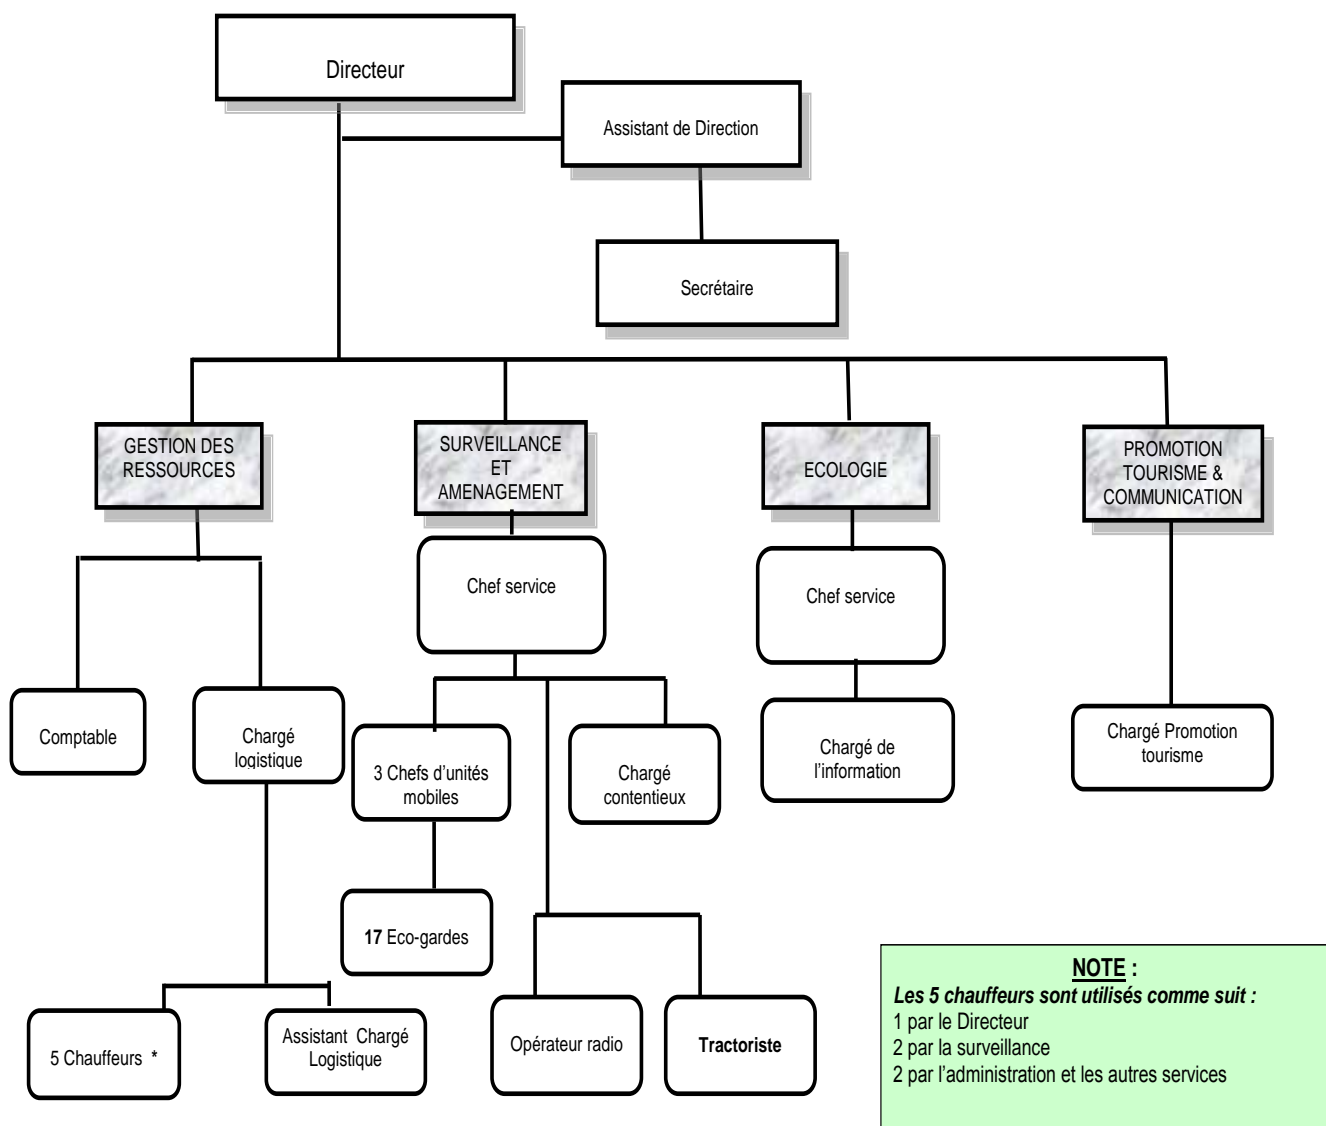 Directeur
Assistant de Direction
Secrétaire
GESTION DES
RESSOURCES
SURVEILLANCE
ET
AMENAGEMENT
ECOLOGIE
PROMOTION
TOURISME &
COMMUNICATION
Chef service
Chef service
Comptable
Chargé
logistique
3 Chefs d’unités
mobiles
Chargé
contentieux
Chargé de
l’information
Chargé Promotion
tourisme
17 Eco-gardes
5 Chauffeurs *
Assistant Chargé
Logistique
Opérateur radio
Tractoriste
NOTE :
Les 5 chauffeurs sont utilisés comme suit :
1 par le Directeur
2 par la surveillance
2 par l’administration et les autres services